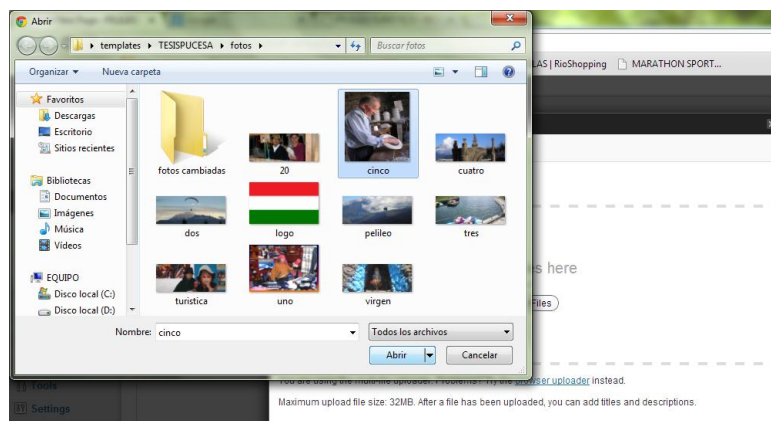 Abrir
templates ▸ TESISPUCESA ▸ fotos ▸
Buscar fotos
Organizar ▾ Nueva carpeta
LAS | RioShopping MARATHON SPORT...
Favoritos
Descargas
Escritorio
Sitios recientes
Bibliotecas
Documentos
Imágenes
Música
Vídeos
EQUIPO
Disco local (C:)
Disco local (D:)
fotos cambiadas 20 cinco cuatro
dos logo pelileo tres
turistica uno virgen
Nombre: cinco Todos los archivos
Abrir Cancelar
s here
Files
You are using the multi-file uploader. Problems? Try the browser uploader instead.
Maximum upload file size: 32MB. After a file has been uploaded, you can add titles and descriptions.
Tools
Settings